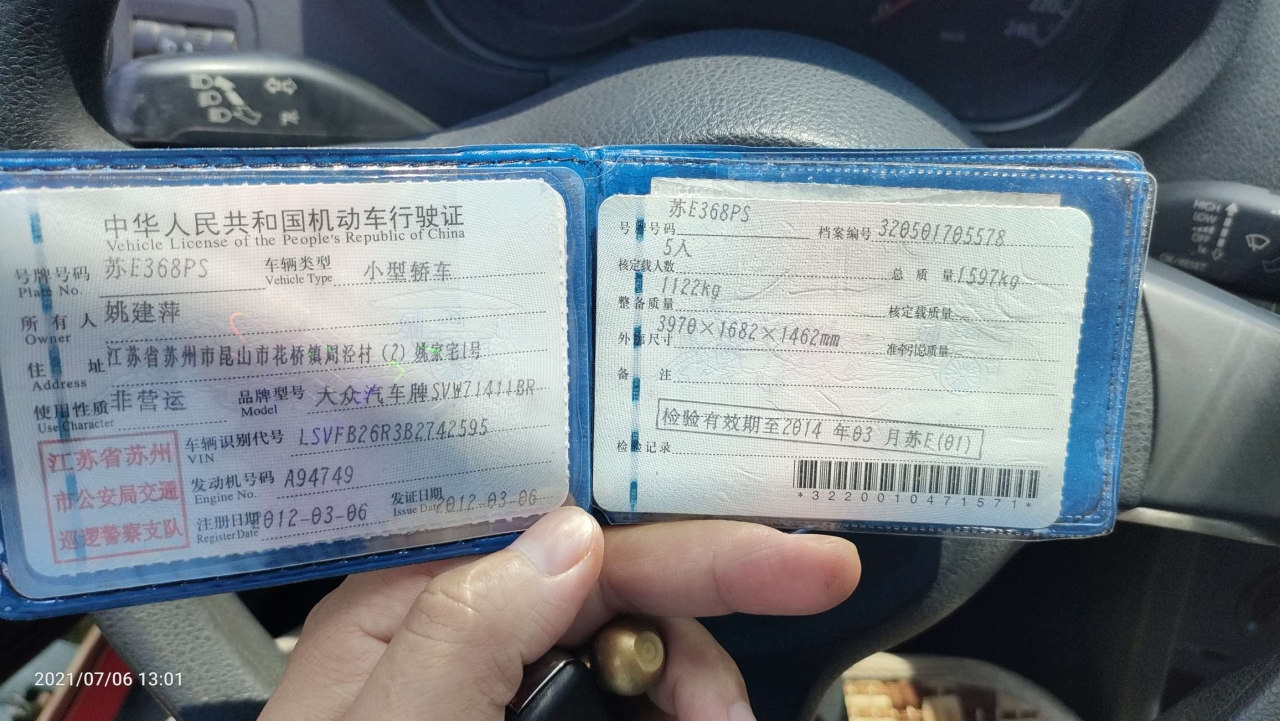 中华人民共和国机动车行驶证
Vehicle License of the People's Republic of China
号牌号码 苏E368PS 车辆类型 小型轿车
Plate No. Vehicle Type
所有人 姚建萍
Owner
住址 江苏省苏州市昆山市花桥镇周泾村(2)姚家宅1号
Address
使用性质 非营运 品牌型号 大众汽车牌SVW71411BR
Use Character Model
江苏省苏州
市公安局交通
巡逻警察支队
车辆识别代号 LSVFB26R3B2742595
VIN
发动机号码 A94749
Engine No.
注册日期 2012-03-06 发证日期 2012-03-06
Register Date Issue Date
号牌号码 苏E368PS 档案编号 320501705578
核定载人数 5人 总质量 1597kg
整备质量 1122kg 核定载质量
外廓尺寸 3970×1682×1462mm 准牵引总质量
备注
检验有效期至2014年03月苏E(01)
检验记录
*3220010471571*
HIGH
LOW
OFF
2021/07/06 13:01